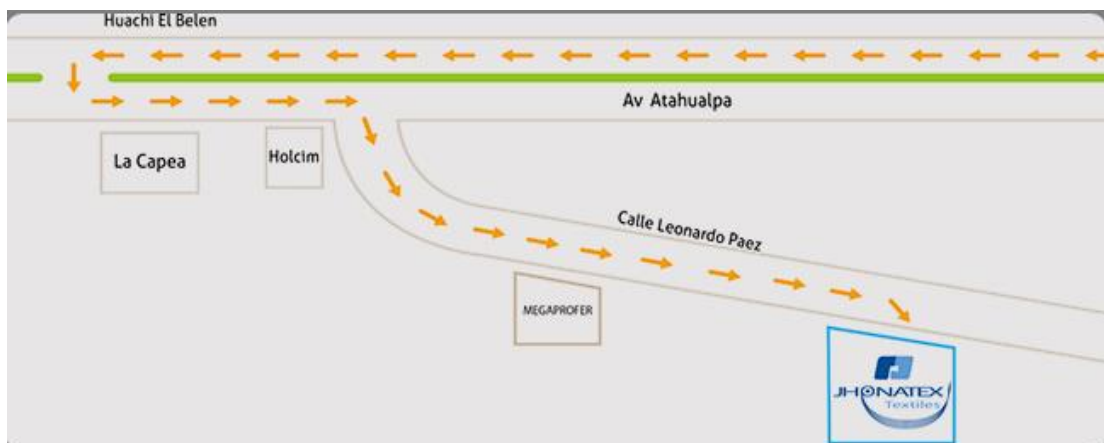 Huachi El Belen
Av Atahualpa
La Capea
Holcim
Calle Leonardo Paez
MEGAPROFER
JHONATEX
Textiles